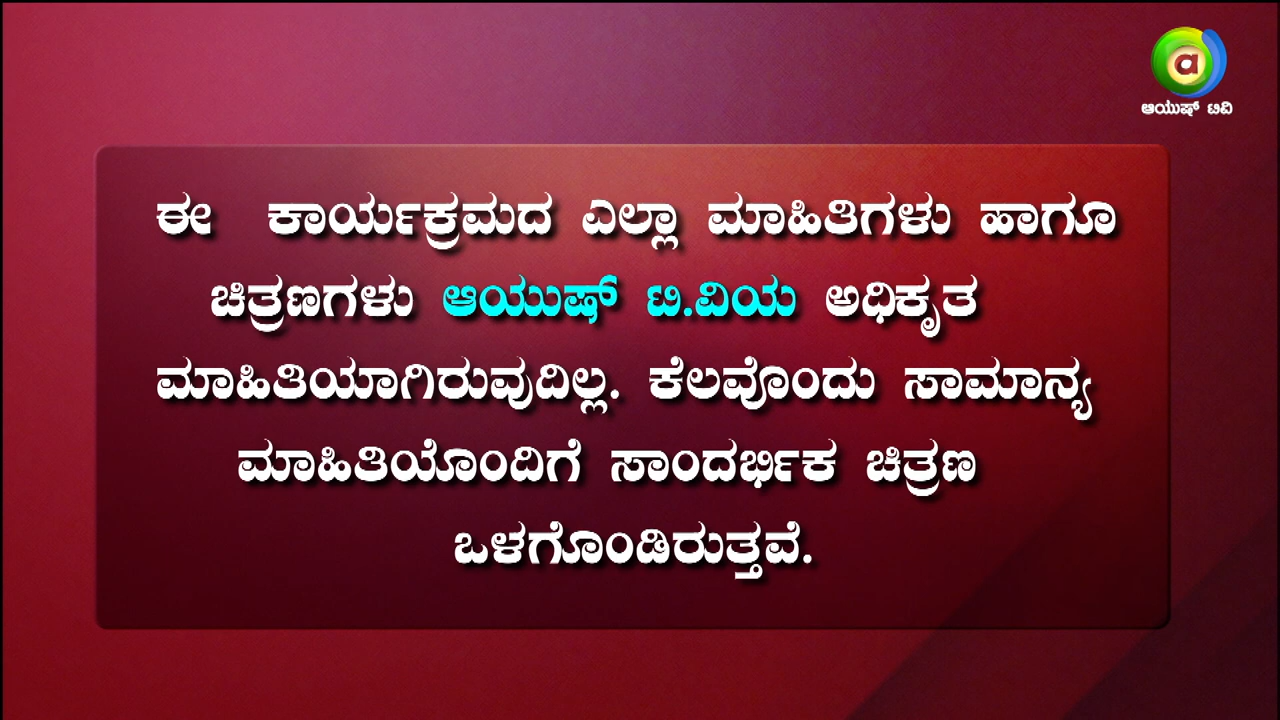 a
ಆಯುಷ್ ಟಿವಿ
ಈ ಕಾರ್ಯಕ್ರಮದ ಎಲ್ಲಾ ಮಾಹಿತಿಗಳು ಹಾಗೂ
ಚಿತ್ರಣಗಳು ಆಯುಷ್ ಟಿ.ವಿಯ ಅಧಿಕೃತ
ಮಾಹಿತಿಯಾಗಿರುವುದಿಲ್ಲ. ಕೆಲವೊಂದು ಸಾಮಾನ್ಯ
ಮಾಹಿತಿಯೊಂದಿಗೆ ಸಾಂದರ್ಭಿಕ ಚಿತ್ರಣ
ಒಳಗೊಂಡಿರುತ್ತವೆ.